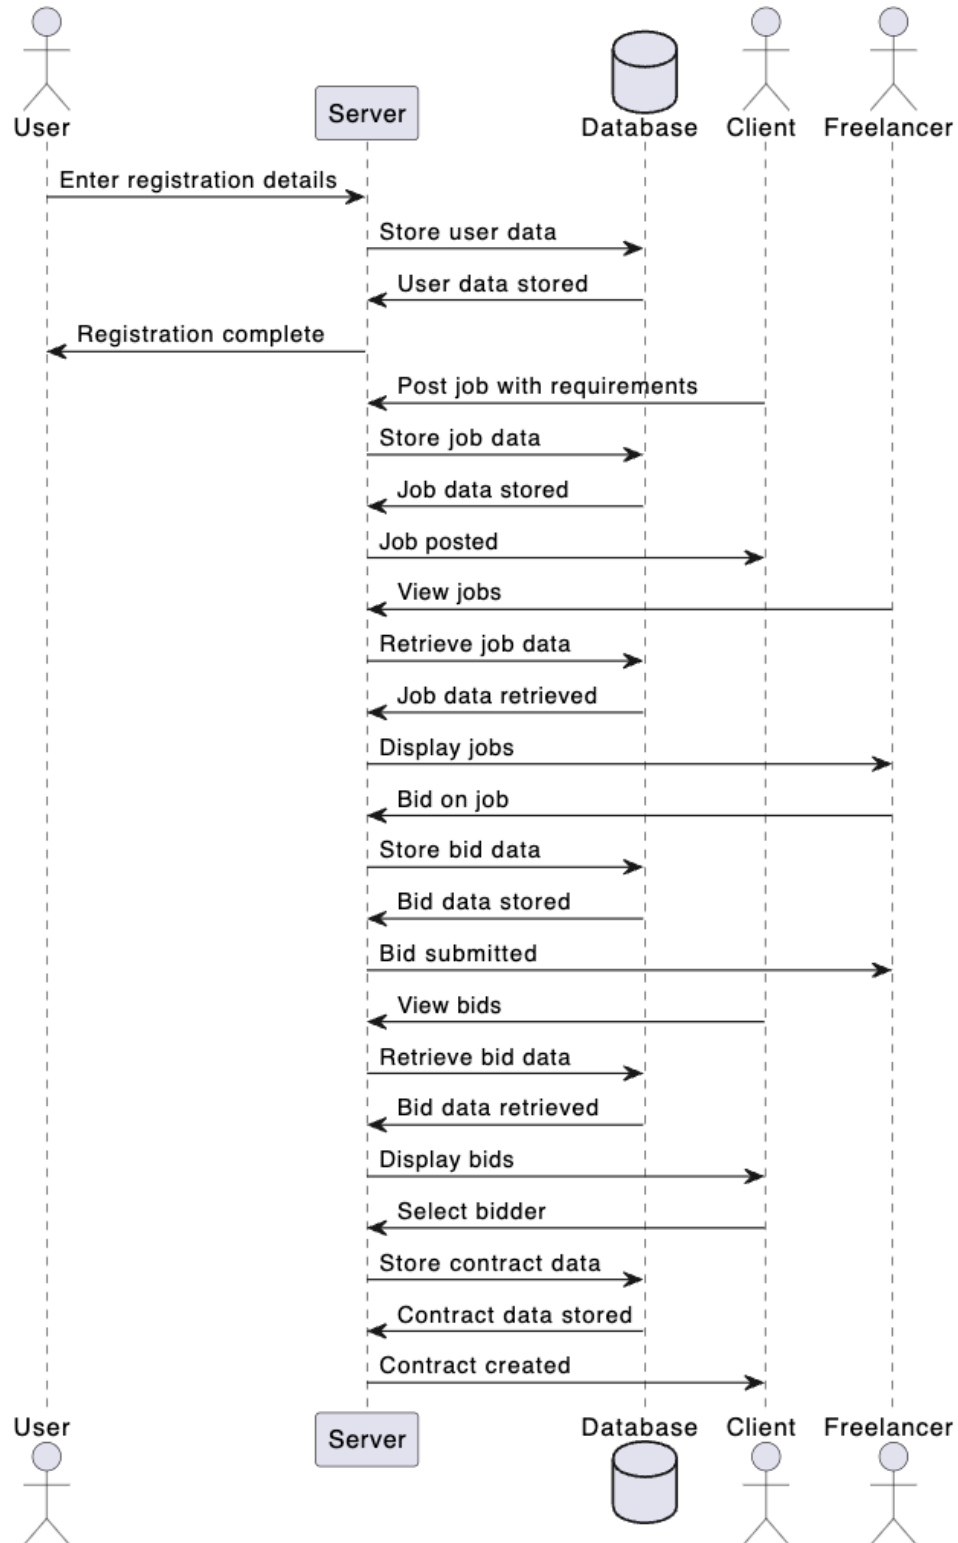 User
Server
Database
Client
Freelancer
Enter registration details
Store user data
User data stored
Registration complete
Post job with requirements
Store job data
Job data stored
Job posted
View jobs
Retrieve job data
Job data retrieved
Display jobs
Bid on job
Store bid data
Bid data stored
Bid submitted
View bids
Retrieve bid data
Bid data retrieved
Display bids
Select bidder
Store contract data
Contract data stored
Contract created
User
Server
Database
Client
Freelancer